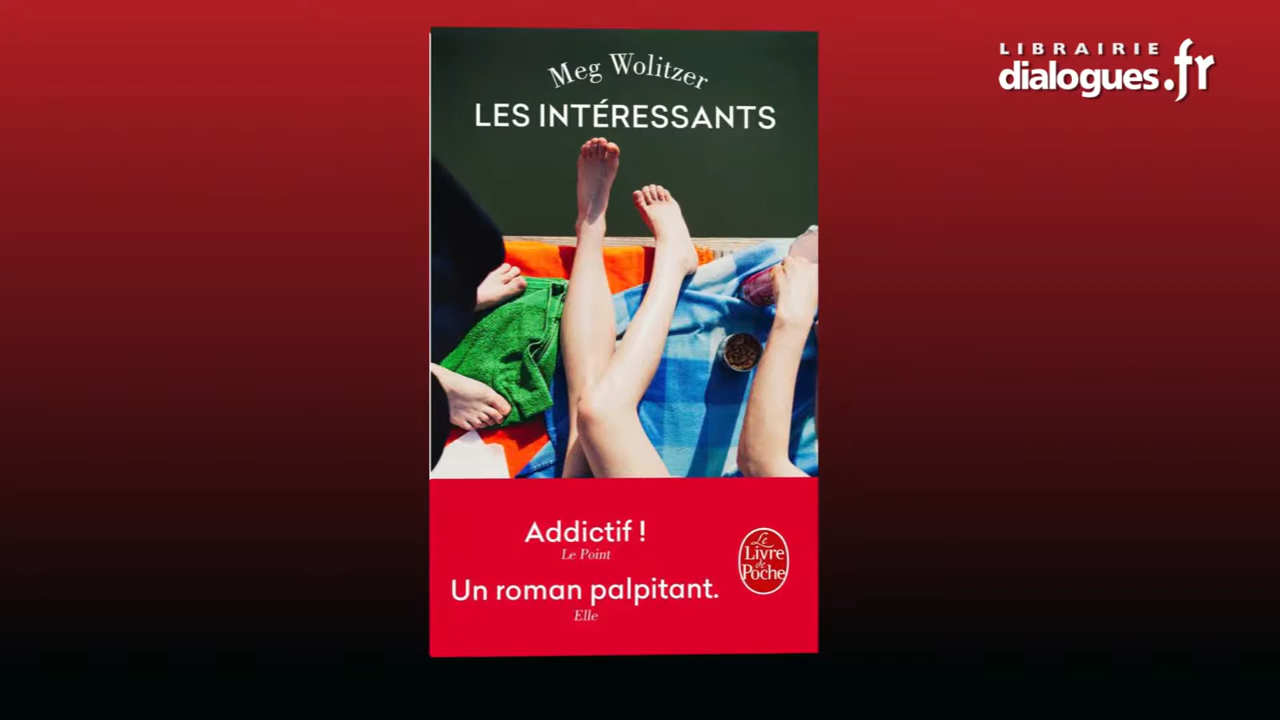 LIBRAIRIE
dialogues.fr
Meg Wolitzer
LES INTÉRESSANTS
Addictif !
Le Point
Un roman palpitant.
Elle
Le
Livre
de
Poche